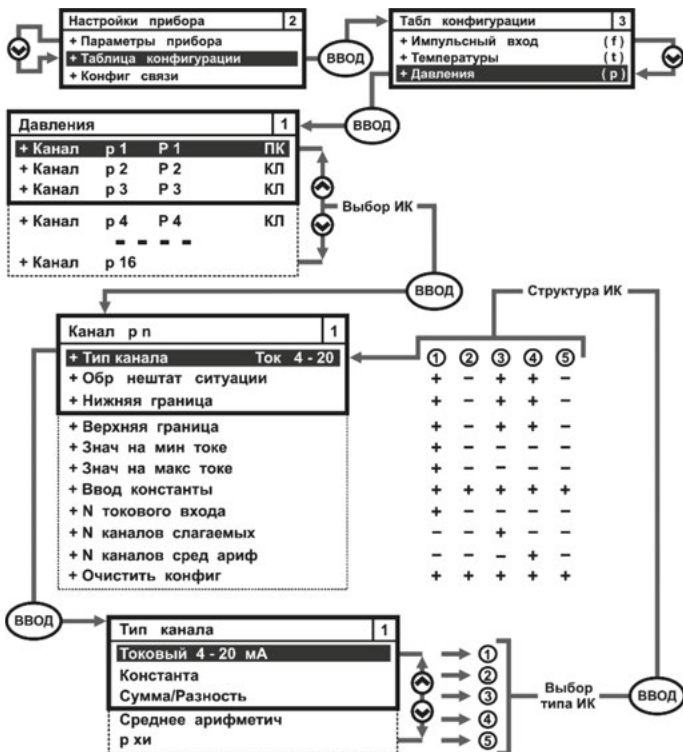 Настройки прибора 2
+ Параметры прибора
+ Таблица конфигурации
+ Конфиг связи
ВВОД
Табл конфигурации 3
+ Импульсный вход ( f )
+ Температуры ( t )
+ Давления ( p )
ВВОД
Давления 1
+ Канал p 1 P 1 ПК
+ Канал p 2 P 2 КЛ
+ Канал p 3 P 3 КЛ
+ Канал p 4 P 4 КЛ
- - - -
+ Канал p 16
Выбор ИК
ВВОД
Структура ИК
Канал p n 1
+ Тип канала Ток 4 - 20
+ Обр нештат ситуации
+ Нижняя граница
+ Верхняя граница
+ Знач на мин токе
+ Знач на макс токе
+ Ввод константы
+ N токового входа
+ N каналов слагаемых
+ N каналов сред ариф
+ Очистить конфиг
① ② ③ ④ ⑤
+ − + + −
+ − + + −
+ − + + −
+ − − − −
+ − − − −
+ + + + +
+ − − − −
− − + − −
− − − + −
+ + + + +
ВВОД
Тип канала 1
Токовый 4 - 20 мА
Константа
Сумма/Разность
Среднее арифметич
p хи
①
②
③
④
⑤
Выбор
типа ИК
ВВОД